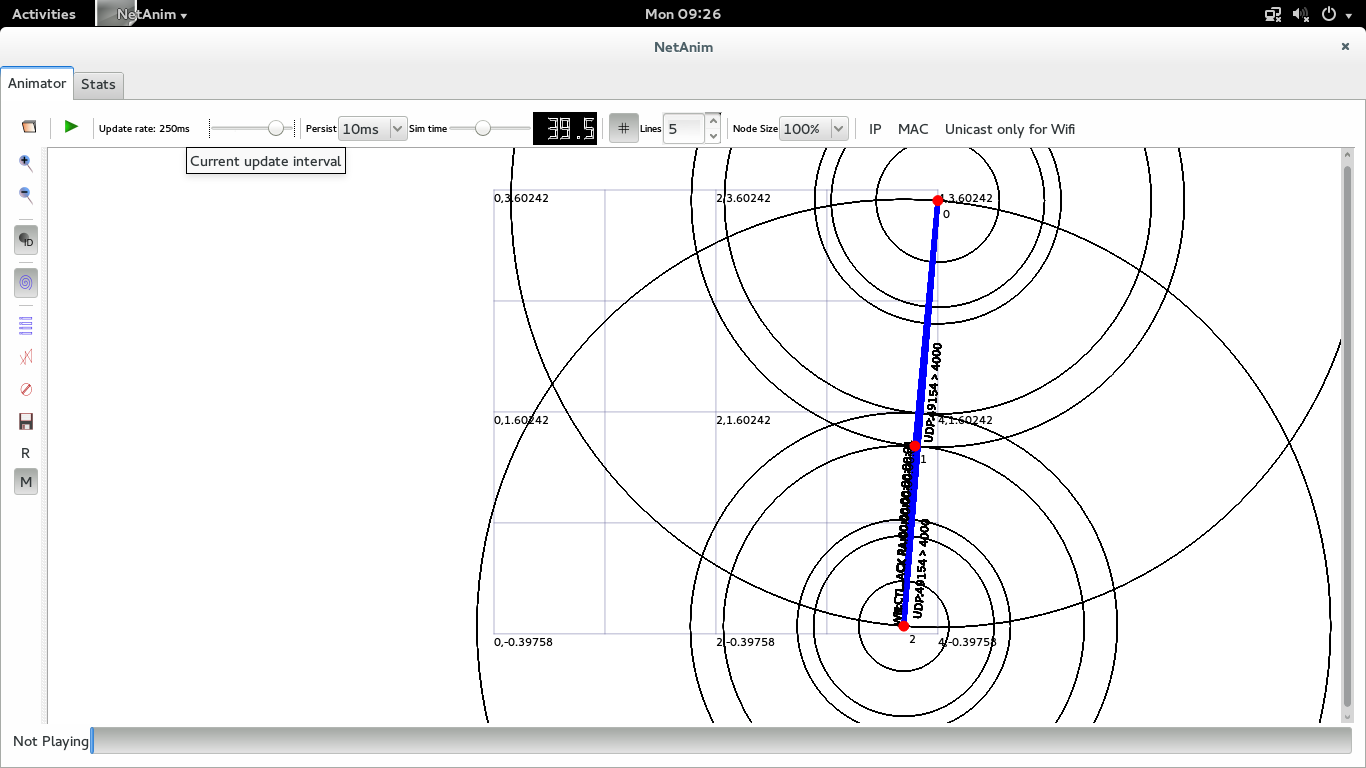 Activities NetAnim Mon 09:26
NetAnim
Animator Stats
Update rate: 250ms Persist 10ms Sim time 39.5 Lines 5 Node Size 100% IP MAC Unicast only for Wifi
Current update interval
ID
0,3.60242 2,3.60242 4,3.60242
0
UDP:49154 > 4000
0,1.60242 2,1.60242 4,1.60242
1
R
M
UDP:49154 > 4000
2
0,-0.39758 2,-0.39758 4,-0.39758
Not Playing